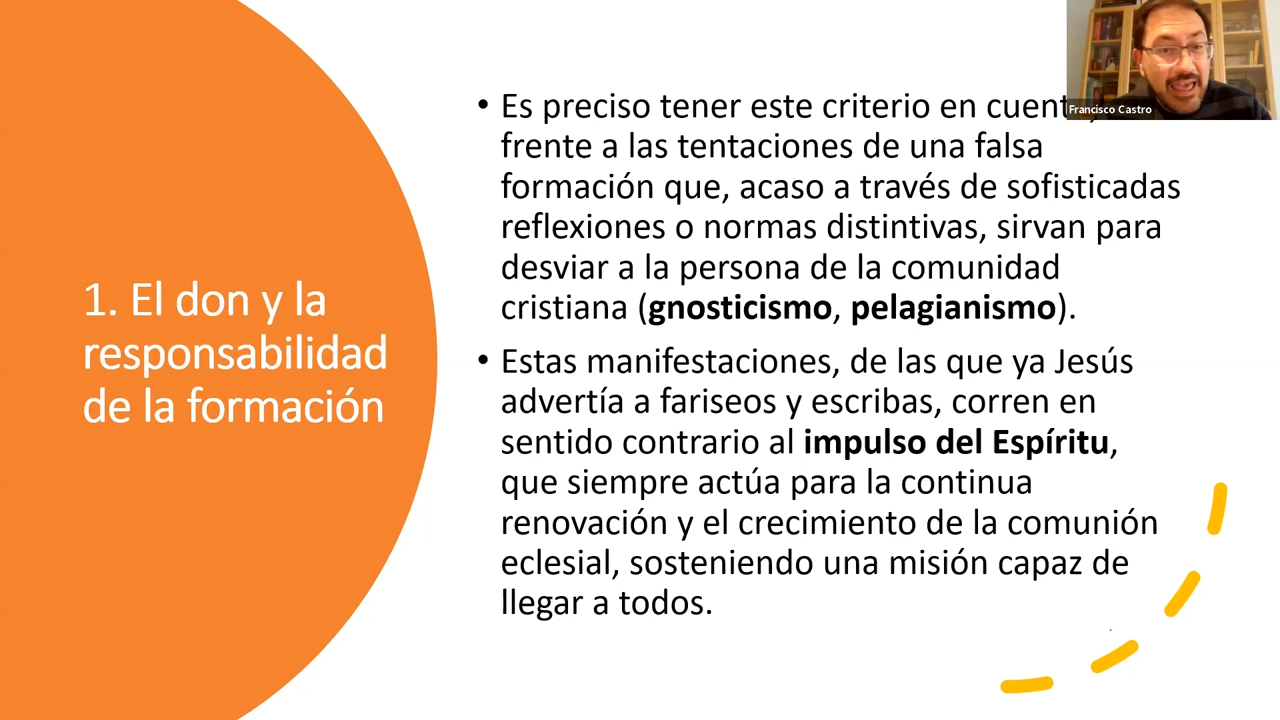 Francisco Castro
1. El don y la
responsabilidad
de la formación
• Es preciso tener este criterio en
frente a las tentaciones de una falsa
formación que, acaso a través de sofisticadas
reflexiones o normas distintivas, sirvan para
desviar a la persona de la comunidad
cristiana (gnosticismo, pelagianismo).
• Estas manifestaciones, de las que ya Jesús
advertía a fariseos y escribas, corren en
sentido contrario al impulso del Espíritu,
que siempre actúa para la continua
renovación y el crecimiento de la comunión
eclesial, sosteniendo una misión capaz de
llegar a todos.